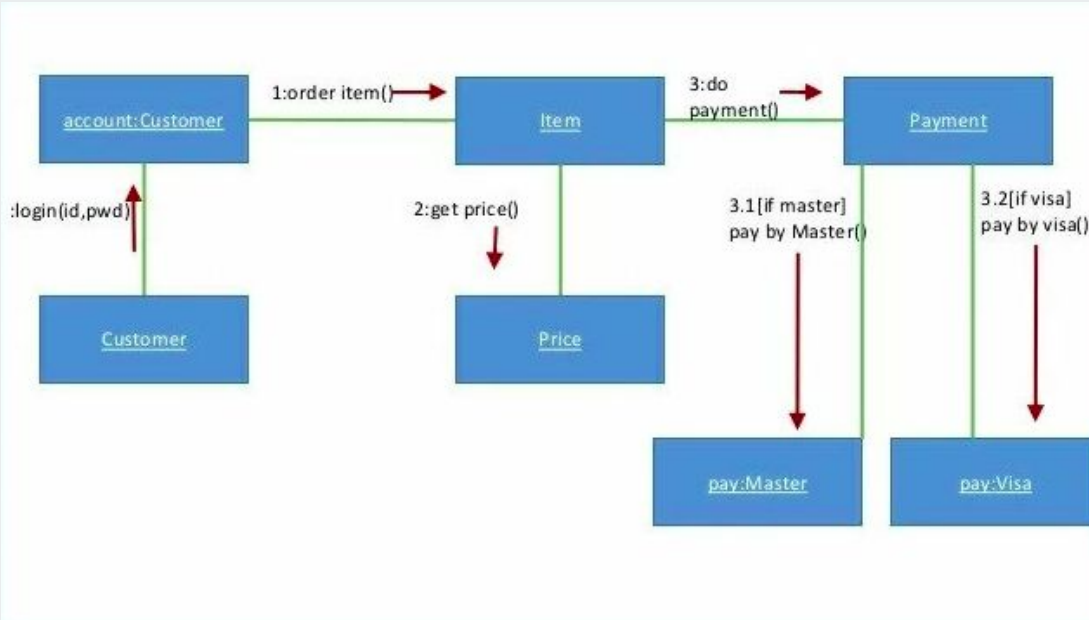 1:order item()
3:do
payment()
account:Customer
Item
Payment
:login(id,pwd)
2:get price()
3.1[if master]
pay by Master()
3.2[if visa]
pay by visa()
Customer
Price
pay:Master
pay:Visa